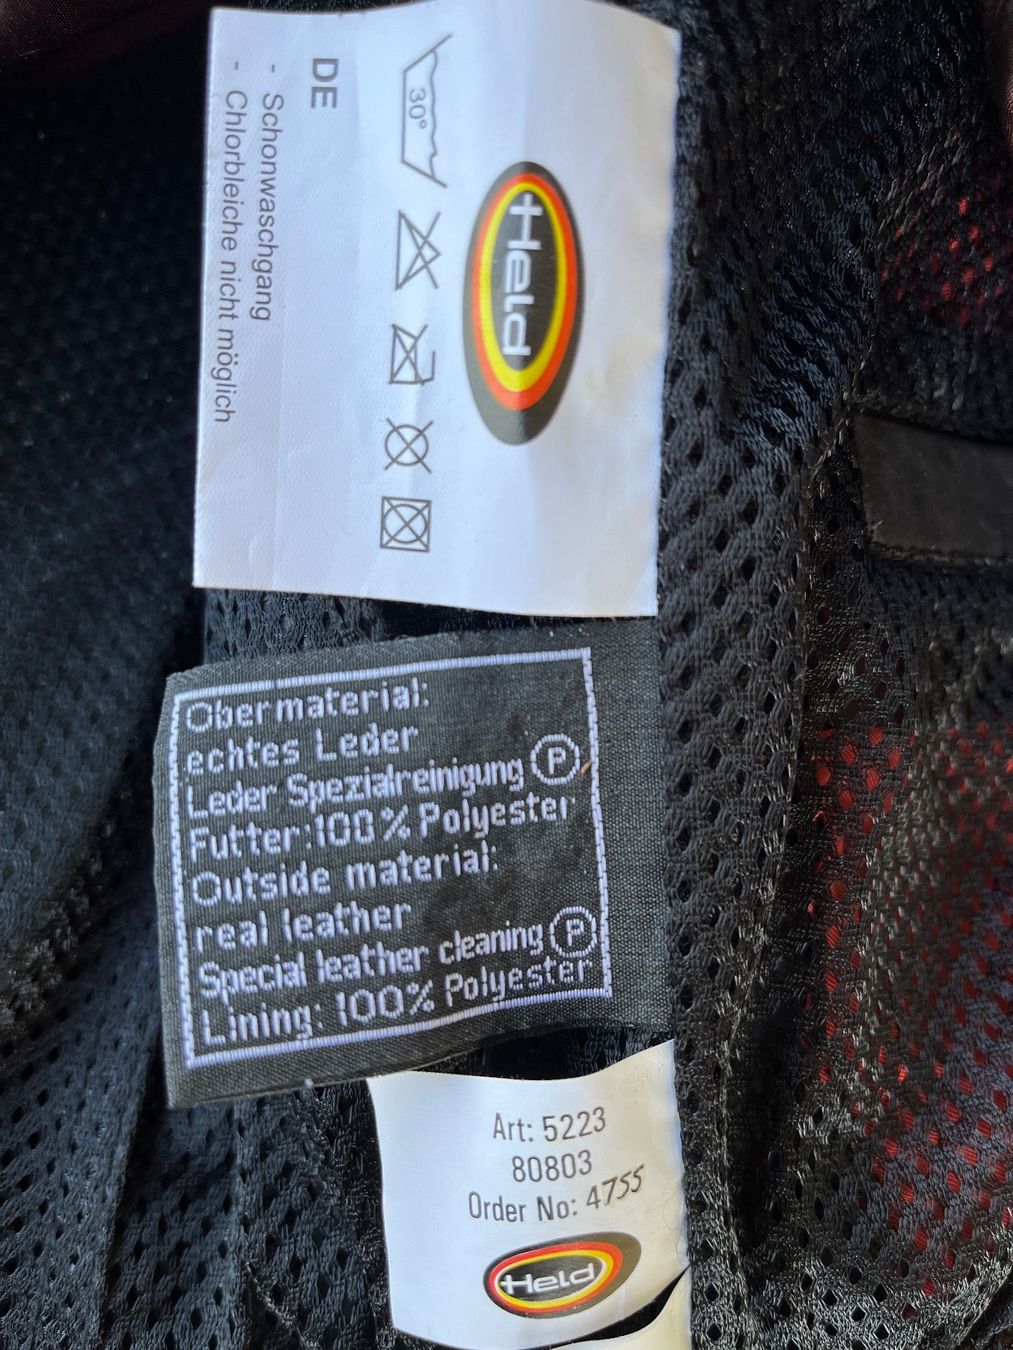 Held
30°
DE
- Schonwaschgang
- Chlorbleiche nicht möglich
Obermaterial:
echtes Leder
Leder Spezialreinigung P
Futter:100% Polyester
Outside material:
real leather
Special leather cleaning P
Lining: 100% Polyester
Art: 5223
80803
Order No: 4755
Held